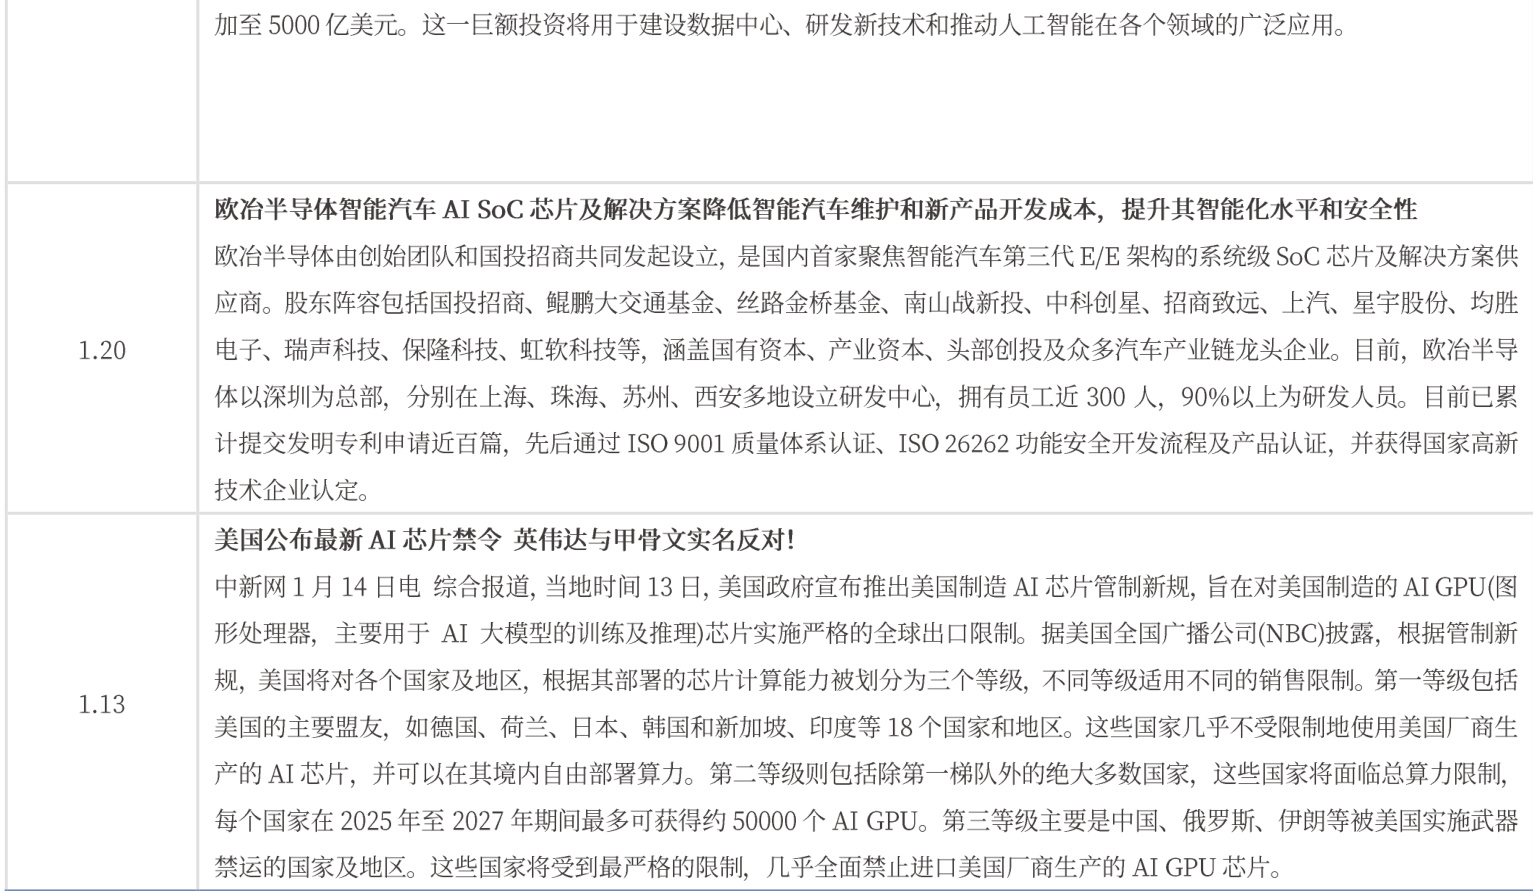 加至 5000 亿美元。这一巨额投资将用于建设数据中心、研发新技术和推动人工智能在各个领域的广泛应用。
1.20
欧冶半导体智能汽车 AI SoC 芯片及解决方案降低智能汽车维护和新产品开发成本，提升其智能化水平和安全性
欧冶半导体由创始团队和国投招商共同发起设立，是国内首家聚焦智能汽车第三代 E/E 架构的系统级 SoC 芯片及解决方案供
应商。股东阵容包括国投招商、鲲鹏大交通基金、丝路金桥基金、南山战新投、中科创星、招商致远、上汽、星宇股份、均胜
电子、瑞声科技、保隆科技、虹软科技等，涵盖国有资本、产业资本、头部创投及众多汽车产业链龙头企业。目前，欧冶半导
体以深圳为总部，分别在上海、珠海、苏州、西安多地设立研发中心，拥有员工近 300 人，90%以上为研发人员。目前已累
计提交发明专利申请近百篇，先后通过 ISO 9001 质量体系认证、ISO 26262 功能安全开发流程及产品认证，并获得国家高新
技术企业认定。
1.13
美国公布最新 AI 芯片禁令 英伟达与甲骨文实名反对！
中新网 1 月 14 日电 综合报道，当地时间 13 日，美国政府宣布推出美国制造 AI 芯片管制新规，旨在对美国制造的 AI GPU(图
形处理器，主要用于 AI 大模型的训练及推理)芯片实施严格的全球出口限制。据美国全国广播公司(NBC)披露，根据管制新
规，美国将对各个国家及地区，根据其部署的芯片计算能力被划分为三个等级，不同等级适用不同的销售限制。第一等级包括
美国的主要盟友，如德国、荷兰、日本、韩国和新加坡、印度等 18 个国家和地区。这些国家几乎不受限制地使用美国厂商生
产的 AI 芯片，并可以在其境内自由部署算力。第二等级则包括除第一梯队外的绝大多数国家，这些国家将面临总算力限制，
每个国家在 2025 年至 2027 年期间最多可获得约 50000 个 AI GPU。第三等级主要是中国、俄罗斯、伊朗等被美国实施武器
禁运的国家及地区。这些国家将受到最严格的限制，几乎全面禁止进口美国厂商生产的 AI GPU 芯片。